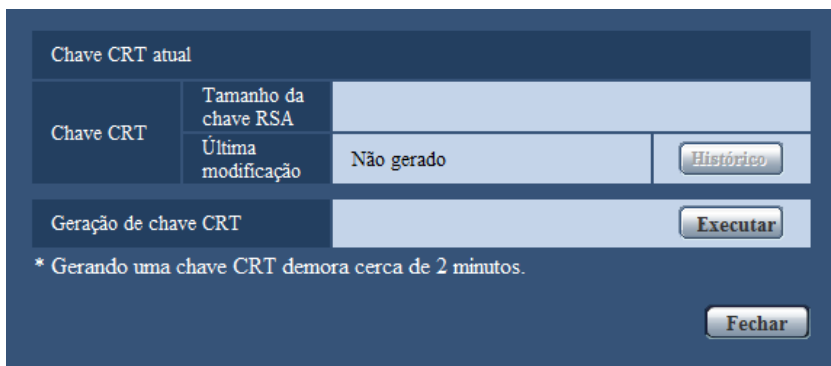 Chave CRT atual
Chave CRT
Tamanho da
chave RSA
Última
modificação
Não gerado
Histórico
Geração de chave CRT
Executar
* Gerando uma chave CRT demora cerca de 2 minutos.
Fechar